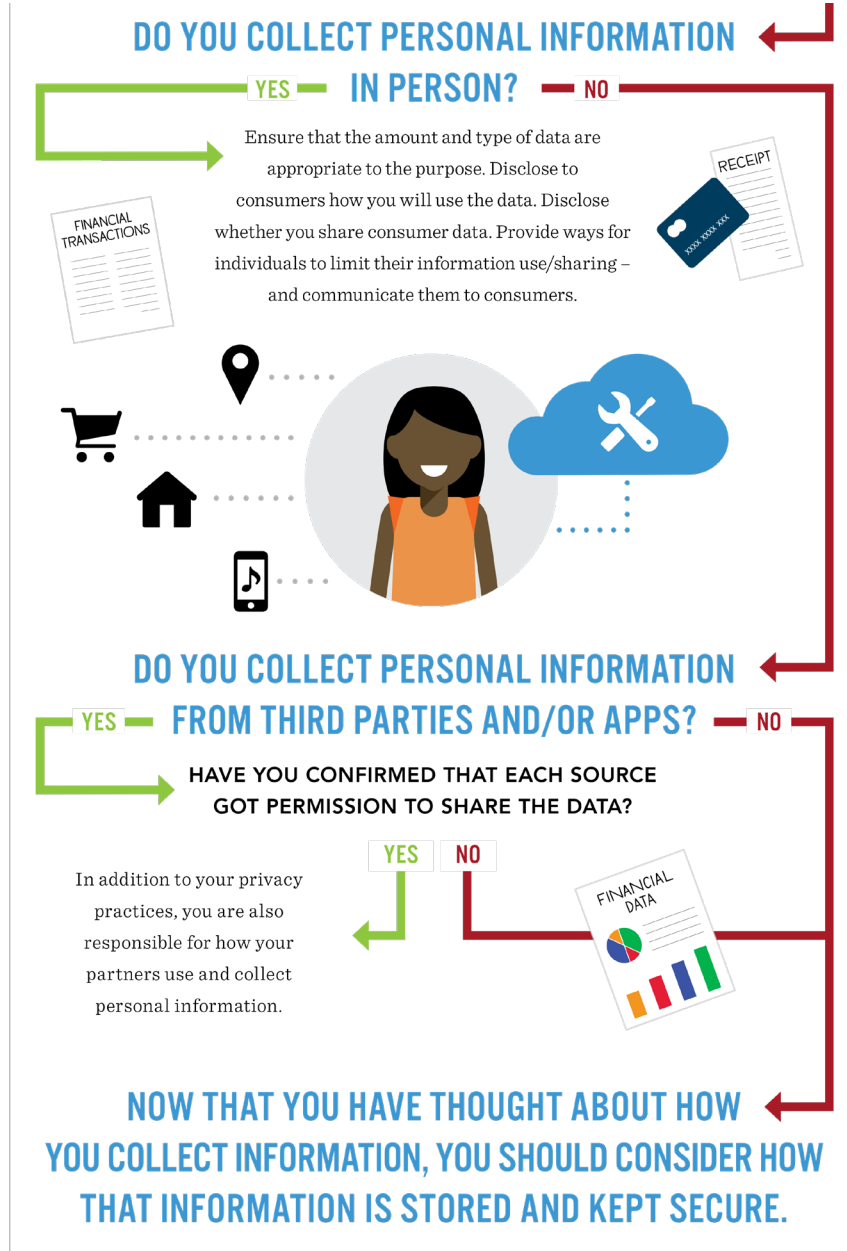 DO YOU COLLECT PERSONAL INFORMATION
IN PERSON?
YES
NO
Ensure that the amount and type of data are
appropriate to the purpose. Disclose to
consumers how you will use the data. Disclose
whether you share consumer data. Provide ways for
individuals to limit their information use/sharing –
and communicate them to consumers.
FINANCIAL
TRANSACTIONS
RECEIPT
XXXX XXXX XXX
DO YOU COLLECT PERSONAL INFORMATION
FROM THIRD PARTIES AND/OR APPS?
YES
NO
HAVE YOU CONFIRMED THAT EACH SOURCE
GOT PERMISSION TO SHARE THE DATA?
YES
NO
In addition to your privacy
practices, you are also
responsible for how your
partners use and collect
personal information.
FINANCIAL
DATA
NOW THAT YOU HAVE THOUGHT ABOUT HOW
YOU COLLECT INFORMATION, YOU SHOULD CONSIDER HOW
THAT INFORMATION IS STORED AND KEPT SECURE.